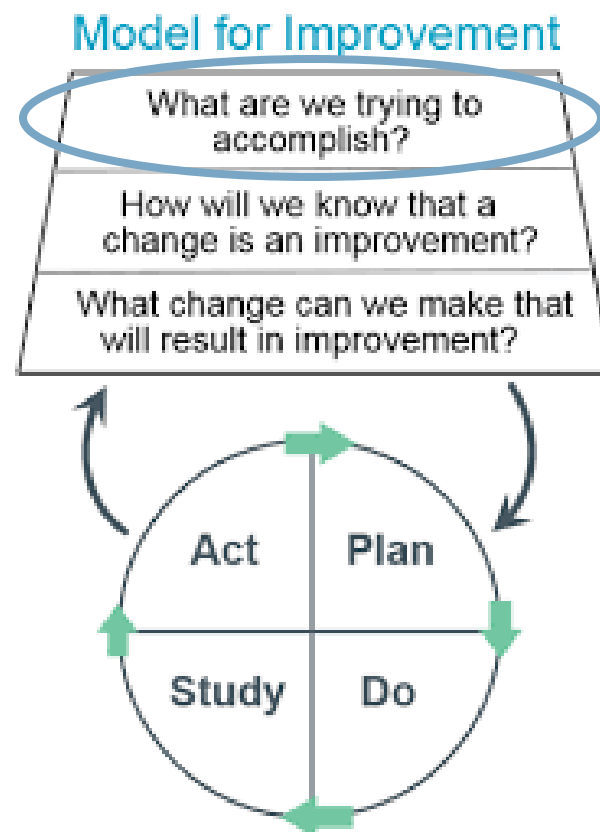 Model for Improvement
What are we trying to
accomplish?
How will we know that a
change is an improvement?
What change can we make that
will result in improvement?
Act
Plan
Study
Do